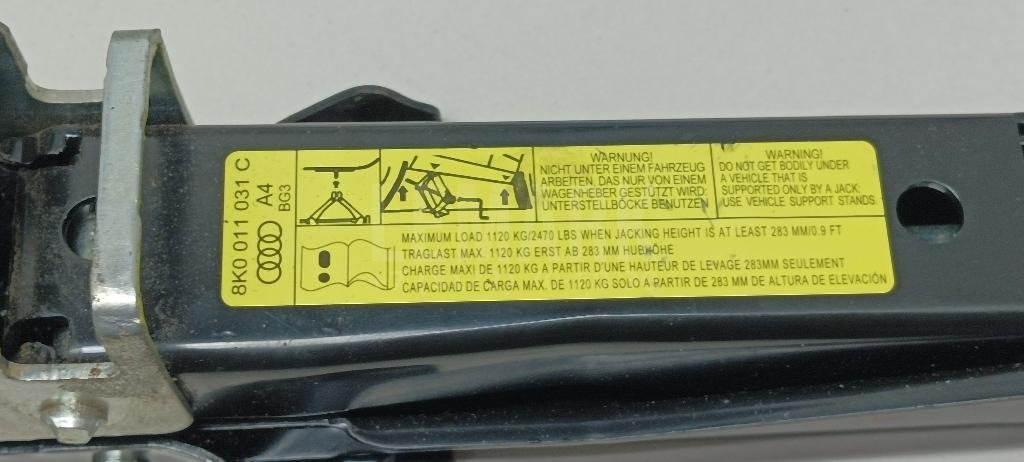 8K0 011 031 C
A4
BG3
WARNUNG!
NICHT UNTER EINEM FAHRZEUG
ARBEITEN, DAS NUR VON EINEM
WAGENHEBER GESTÜTZT WIRD:
UNTERSTELLBÖCKE BENUTZEN
WARNING!
DO NOT GET BODILY UNDER
A VEHICLE THAT IS
SUPPORTED ONLY BY A JACK:
USE VEHICLE SUPPORT STANDS.
MAXIMUM LOAD 1120 KG/2470 LBS WHEN JACKING HEIGHT IS AT LEAST 283 MM/0.9 FT
TRAGLAST MAX. 1120 KG ERST AB 283 MM HUBHÖHE
CHARGE MAXI DE 1120 KG A PARTIR D'UNE HAUTEUR DE LEVAGE 283MM SEULEMENT
CAPACIDAD DE CARGA MAX. DE 1120 KG SOLO A PARTIR DE 283 MM DE ALTURA DE ELEVACIÓN